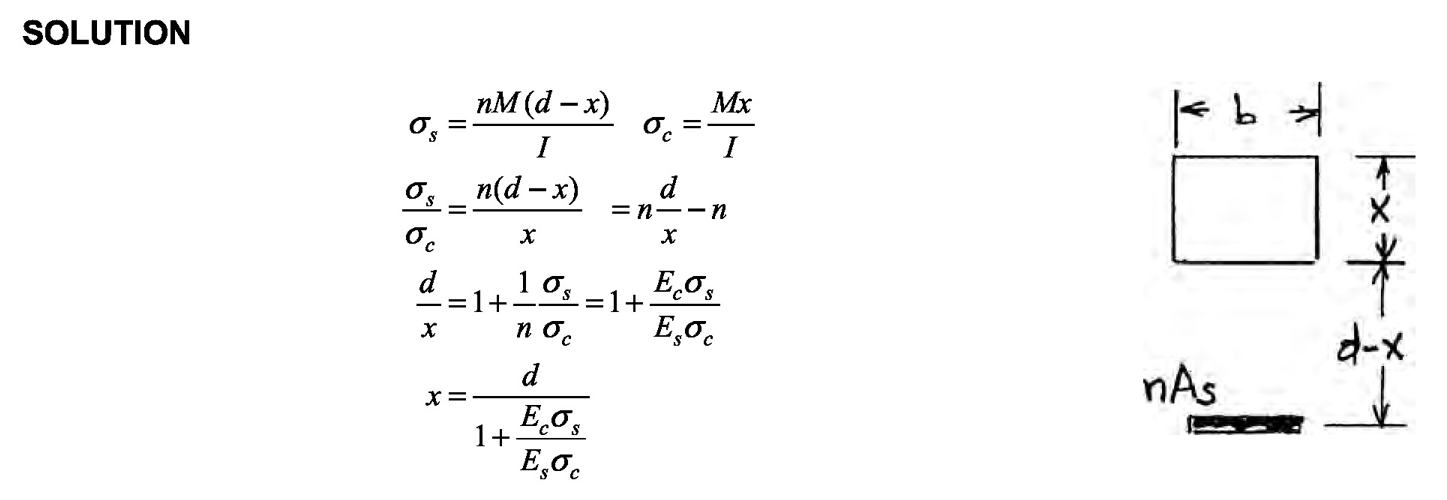 SOLUTION
σ_s = nM(d − x)/I   σ_c = Mx/I
σ_s/σ_c = n(d − x)/x = n d/x − n
d/x = 1 + (1/n)(σ_s/σ_c) = 1 + E_cσ_s/E_sσ_c
x = d/(1 + E_cσ_s/E_sσ_c)
b
x
d-x
nAs